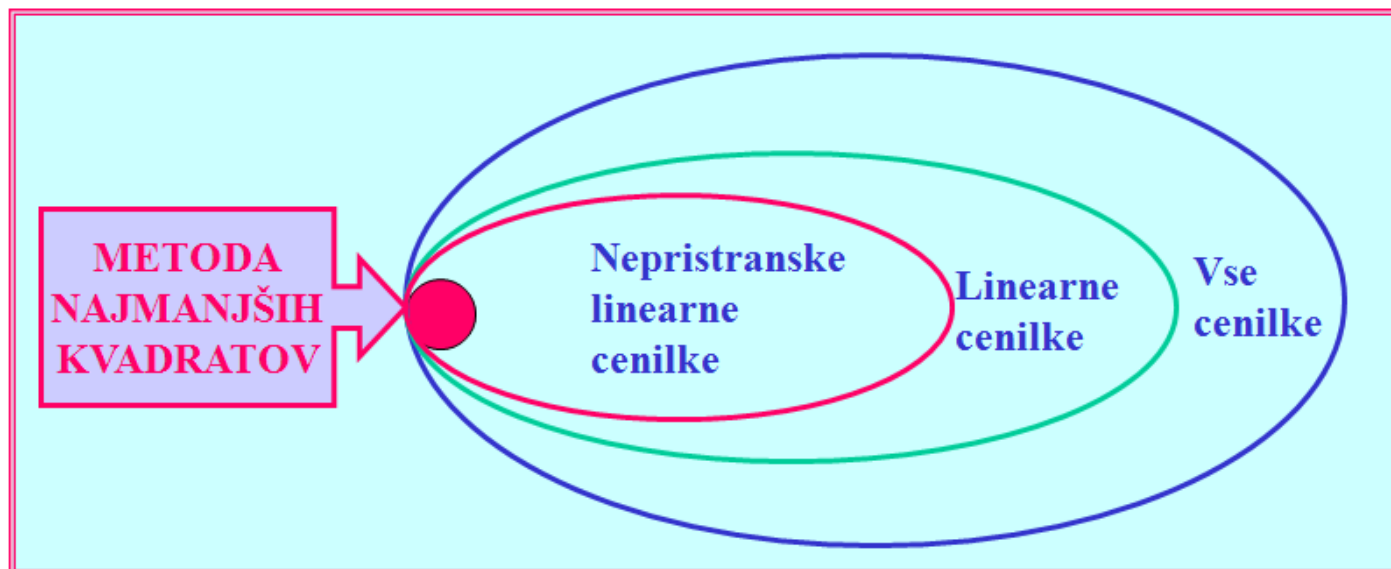 METODA
NAJMANJŠIH
KVADRATOV
Nepristranske
linearne
cenilke
Linearne
cenilke
Vse
cenilke